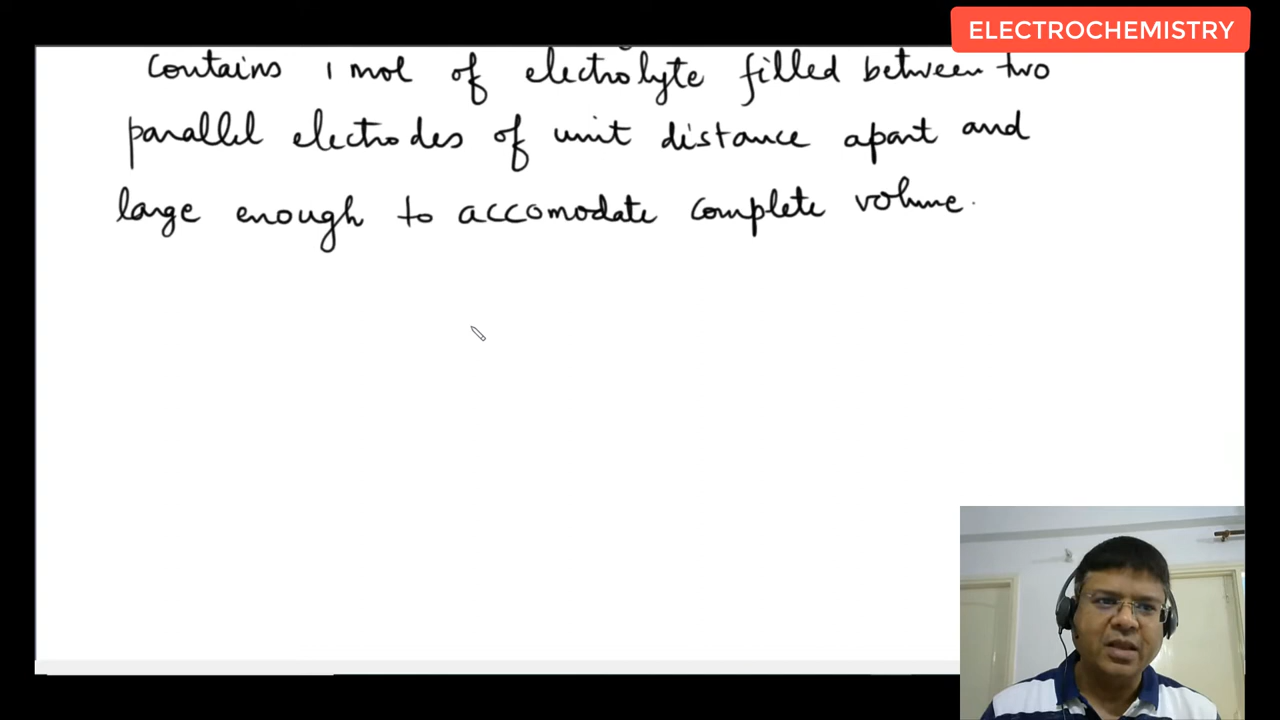 ELECTROCHEMISTRY
Contains 1 mol of electrolyte filled between two
parallel electrodes of unit distance apart and
large enough to accomodate complete volume.